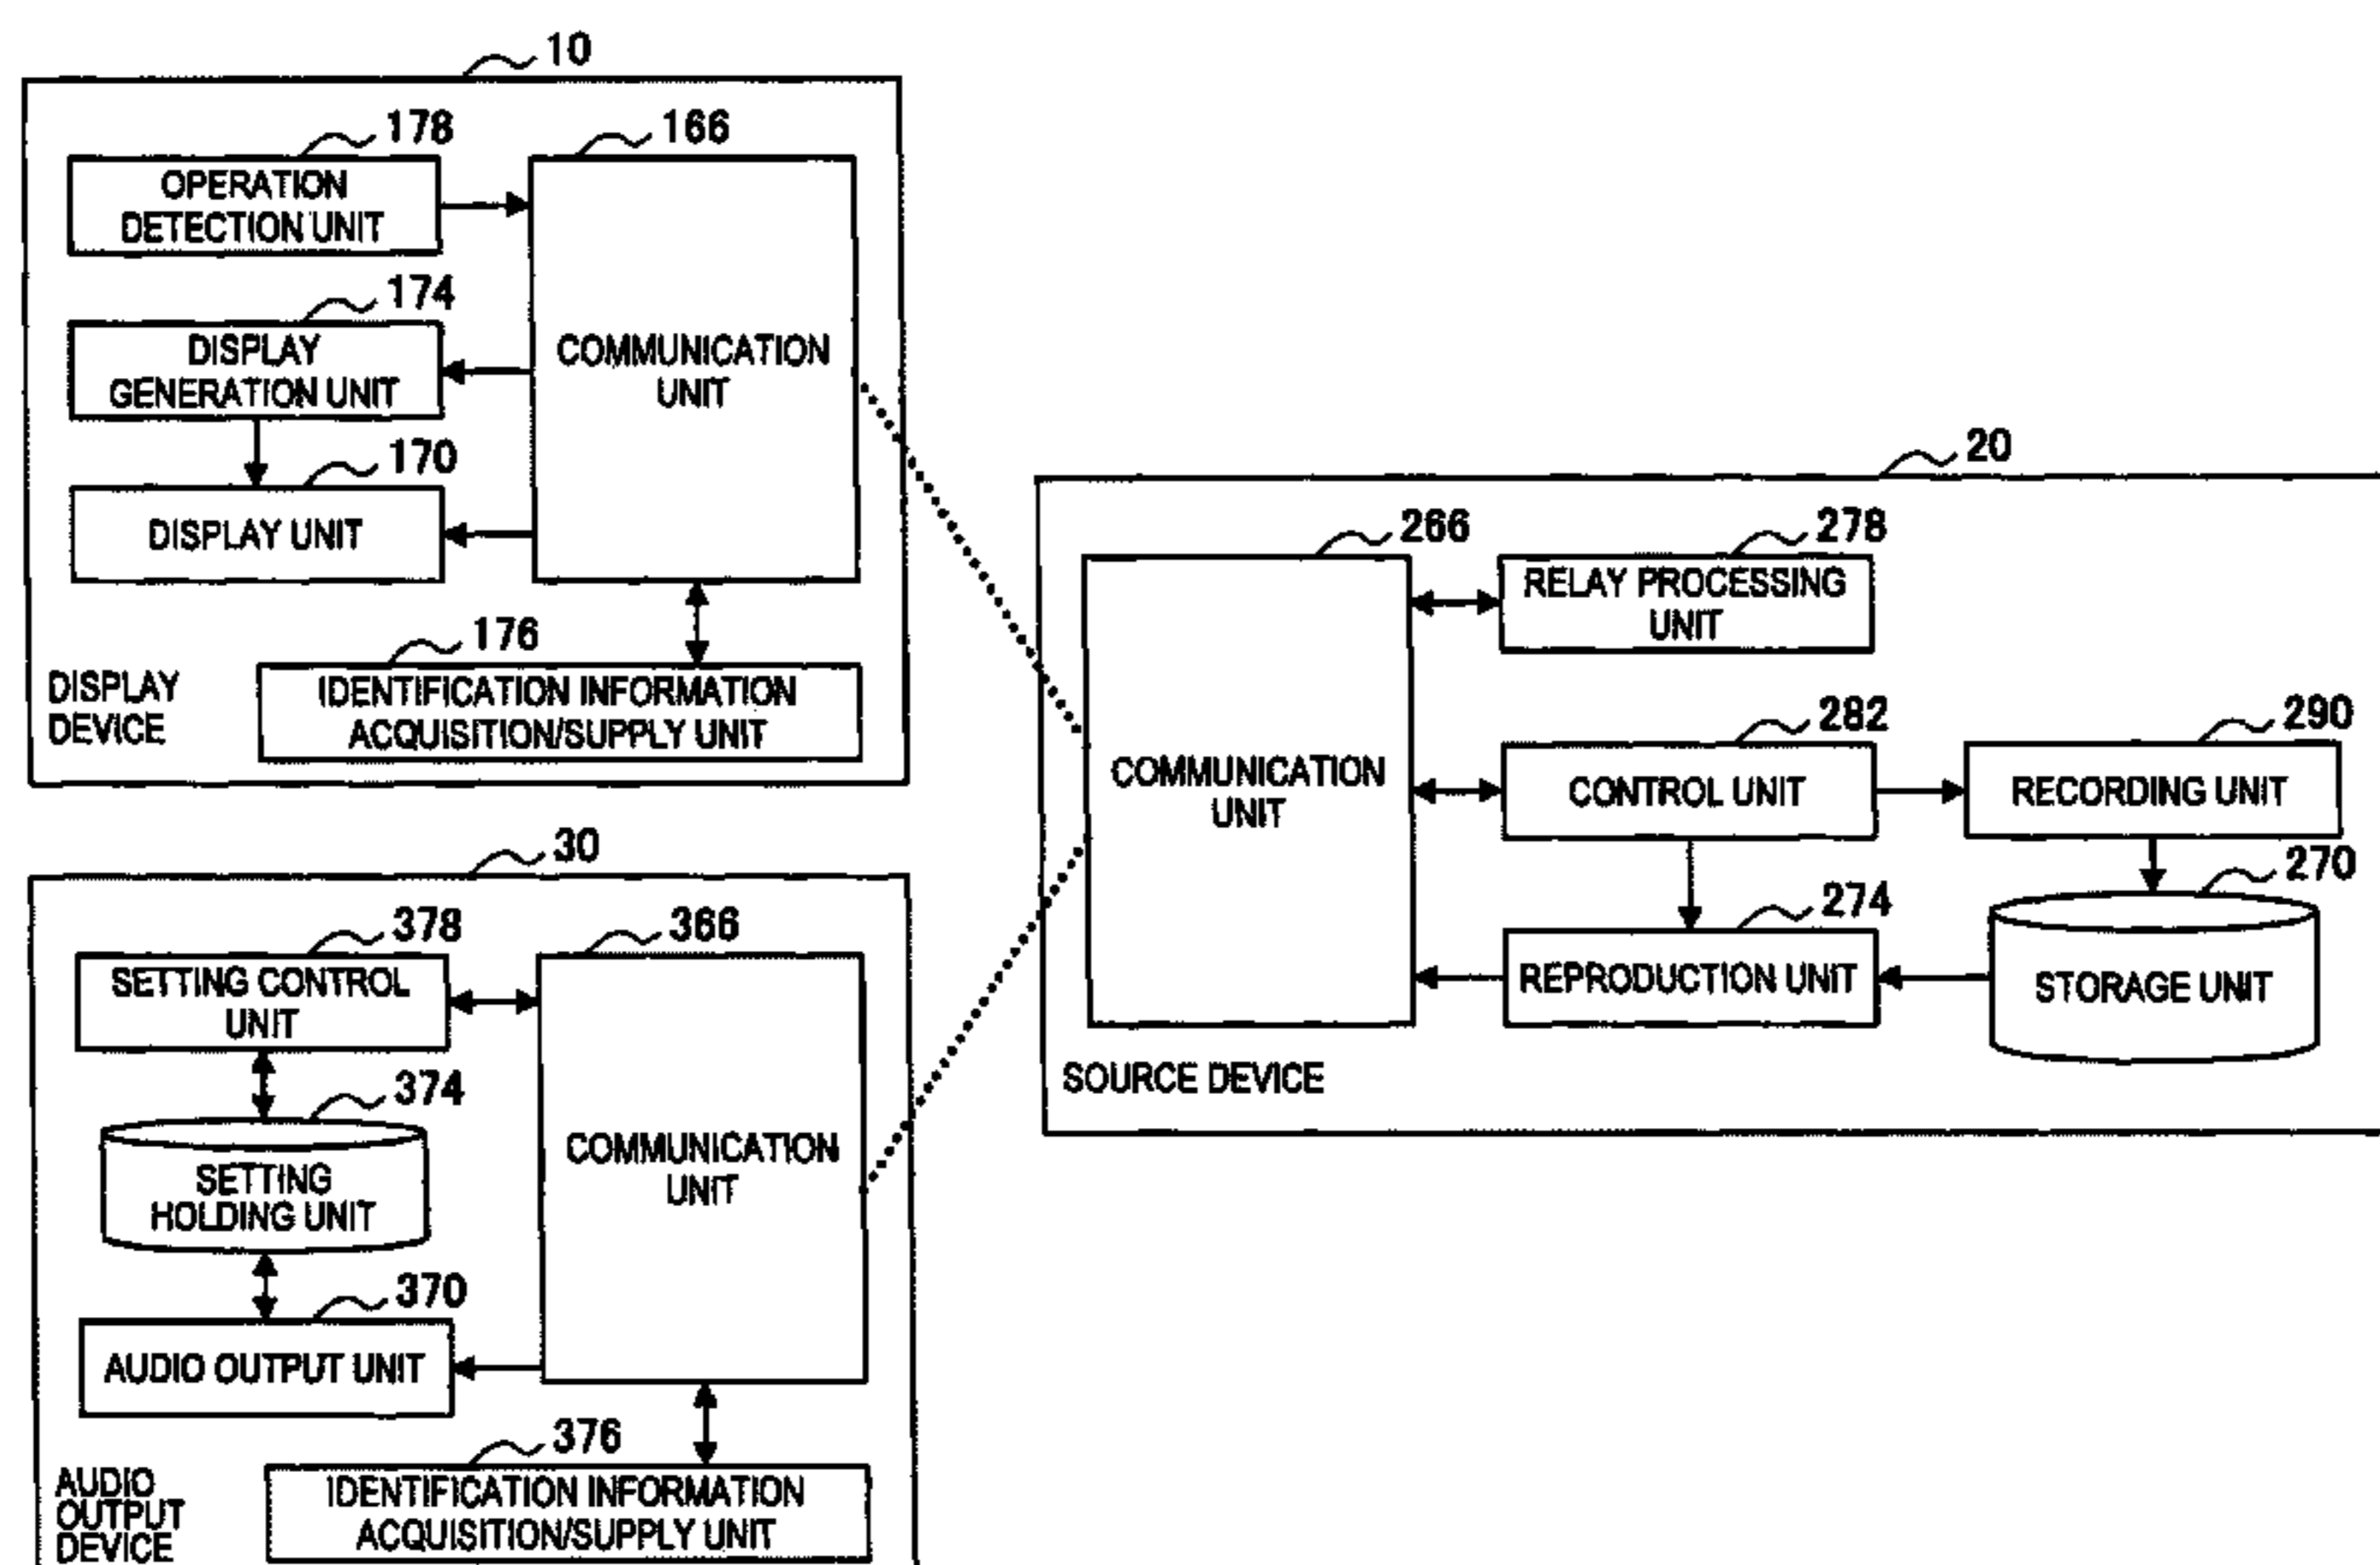 10
178
166
OPERATION
DETECTION UNIT
174
DISPLAY
GENERATION UNIT
COMMUNICATION
UNIT
170
DISPLAY UNIT
176
DISPLAY
DEVICE
IDENTIFICATION INFORMATION
ACQUISITION/SUPPLY UNIT
30
378
366
SETTING CONTROL
UNIT
374
SETTING
HOLDING UNIT
COMMUNICATION
UNIT
370
AUDIO OUTPUT UNIT
376
AUDIO
OUTPUT
DEVICE
IDENTIFICATION INFORMATION
ACQUISITION/SUPPLY UNIT
20
266
278
RELAY PROCESSING
UNIT
282
290
COMMUNICATION
UNIT
CONTROL UNIT
RECORDING UNIT
274
270
REPRODUCTION UNIT
STORAGE UNIT
SOURCE DEVICE